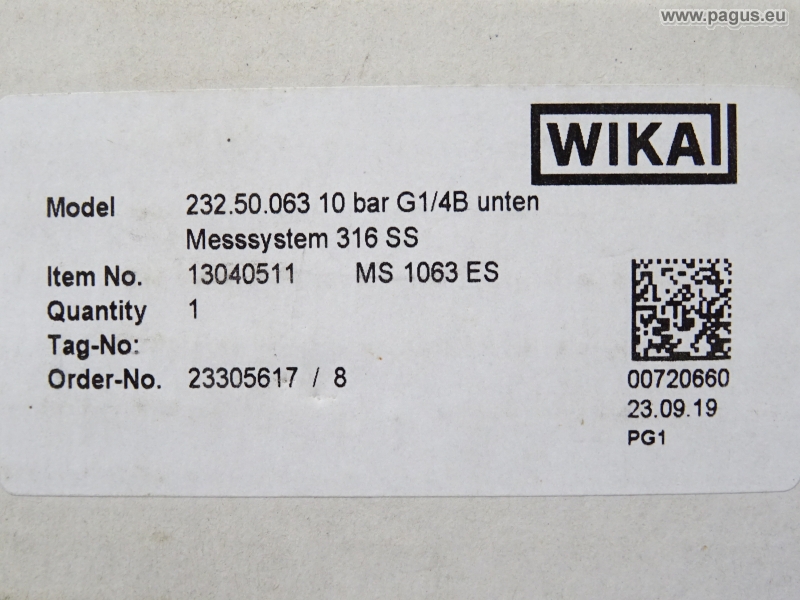 www.pagus.eu
WIKA
Model 232.50.063 10 bar G1/4B unten
Messsystem 316 SS
Item No. 13040511 MS 1063 ES
Quantity 1
Tag-No:
Order-No. 23305617 / 8
00720660
23.09.19
PG1